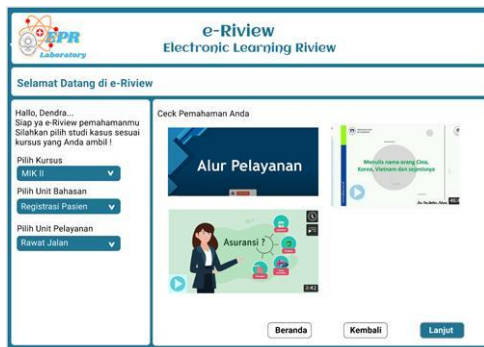 EPR
Laboratory
e-Riview
Electronic Learning Riview
Selamat Datang di e-Riview
Hallo, Dendra...
Siap ya e-Riview pemahamanmu
Silahkan pilih studi kasus sesuai
kursus yang Anda ambil !
Pilih Kursus
MIK II
Pilih Unit Bahasan
Registrasi Pasien
Pilih Unit Pelayanan
Rawat Jalan
Ceck Pemahaman Anda
Alur Pelayanan
Menulis nama orang Cina,
Korea, Vietnam dan sejenisnya
Asuransi ?
2:42
Beranda
Kembali
Lanjut